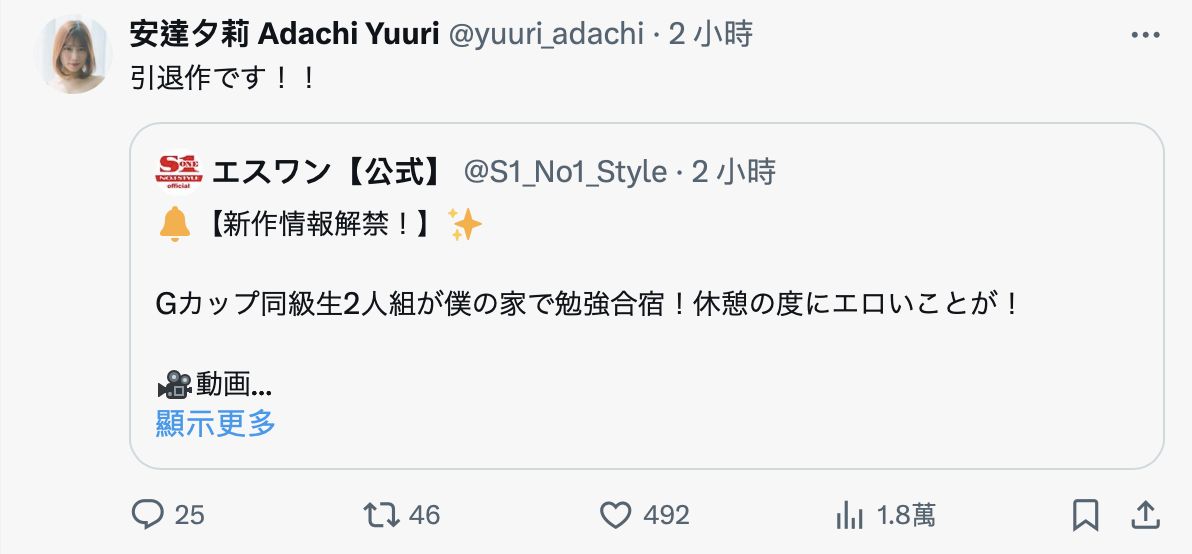 安達夕莉 Adachi Yuuri @yuuri_adachi · 2 小時
引退作です！！
S1 ONE
NO.1 STYLE
official
エスワン【公式】 @S1_No1_Style · 2 小時
🔔【新作情報解禁！】✨
Gカップ同級生2人組が僕の家で勉強合宿！休憩の度にエロいことが！
🎥動画...
顯示更多
25 46 492 1.8萬